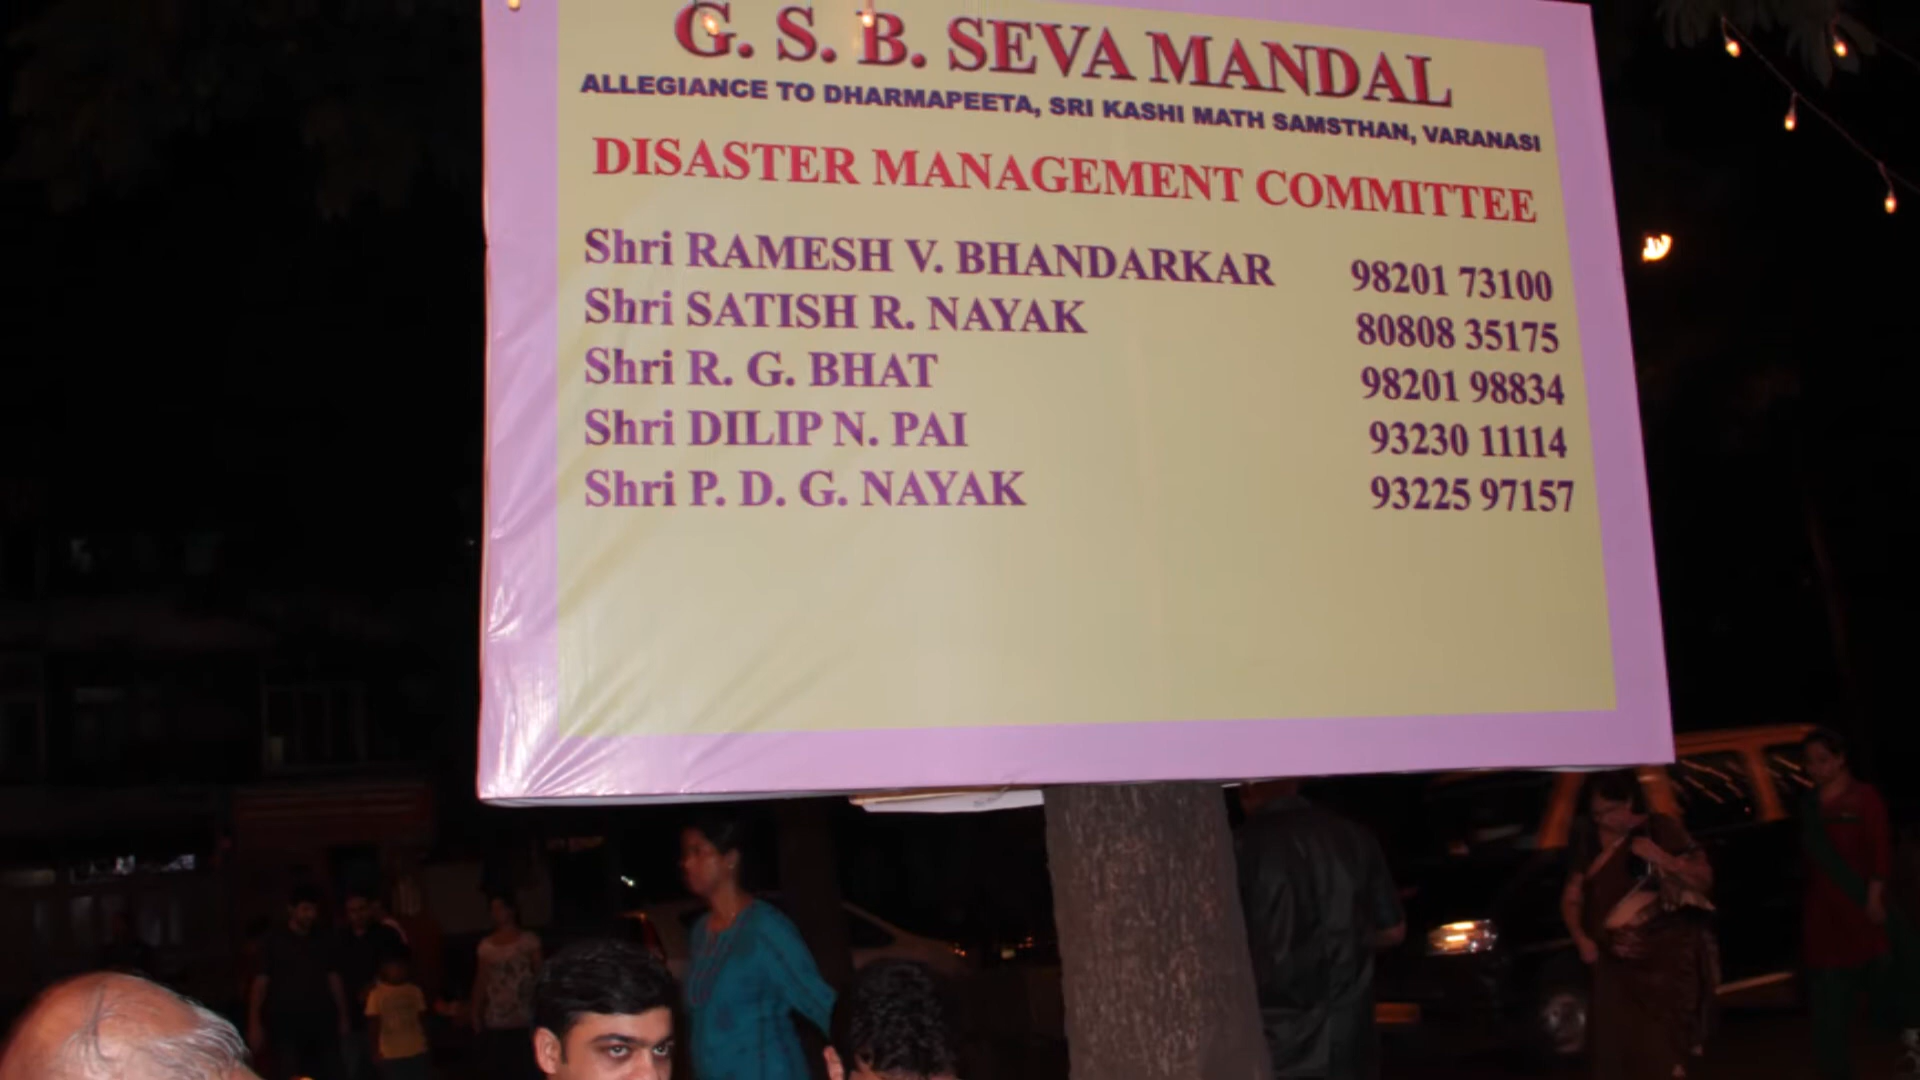 G. S. B. SEVA MANDAL
ALLEGIANCE TO DHARMAPEETA, SRI KASHI MATH SAMSTHAN, VARANASI
DISASTER MANAGEMENT COMMITTEE
Shri RAMESH V. BHANDARKAR 98201 73100
Shri SATISH R. NAYAK 80808 35175
Shri R. G. BHAT 98201 98834
Shri DILIP N. PAI 93230 11114
Shri P. D. G. NAYAK 93225 97157